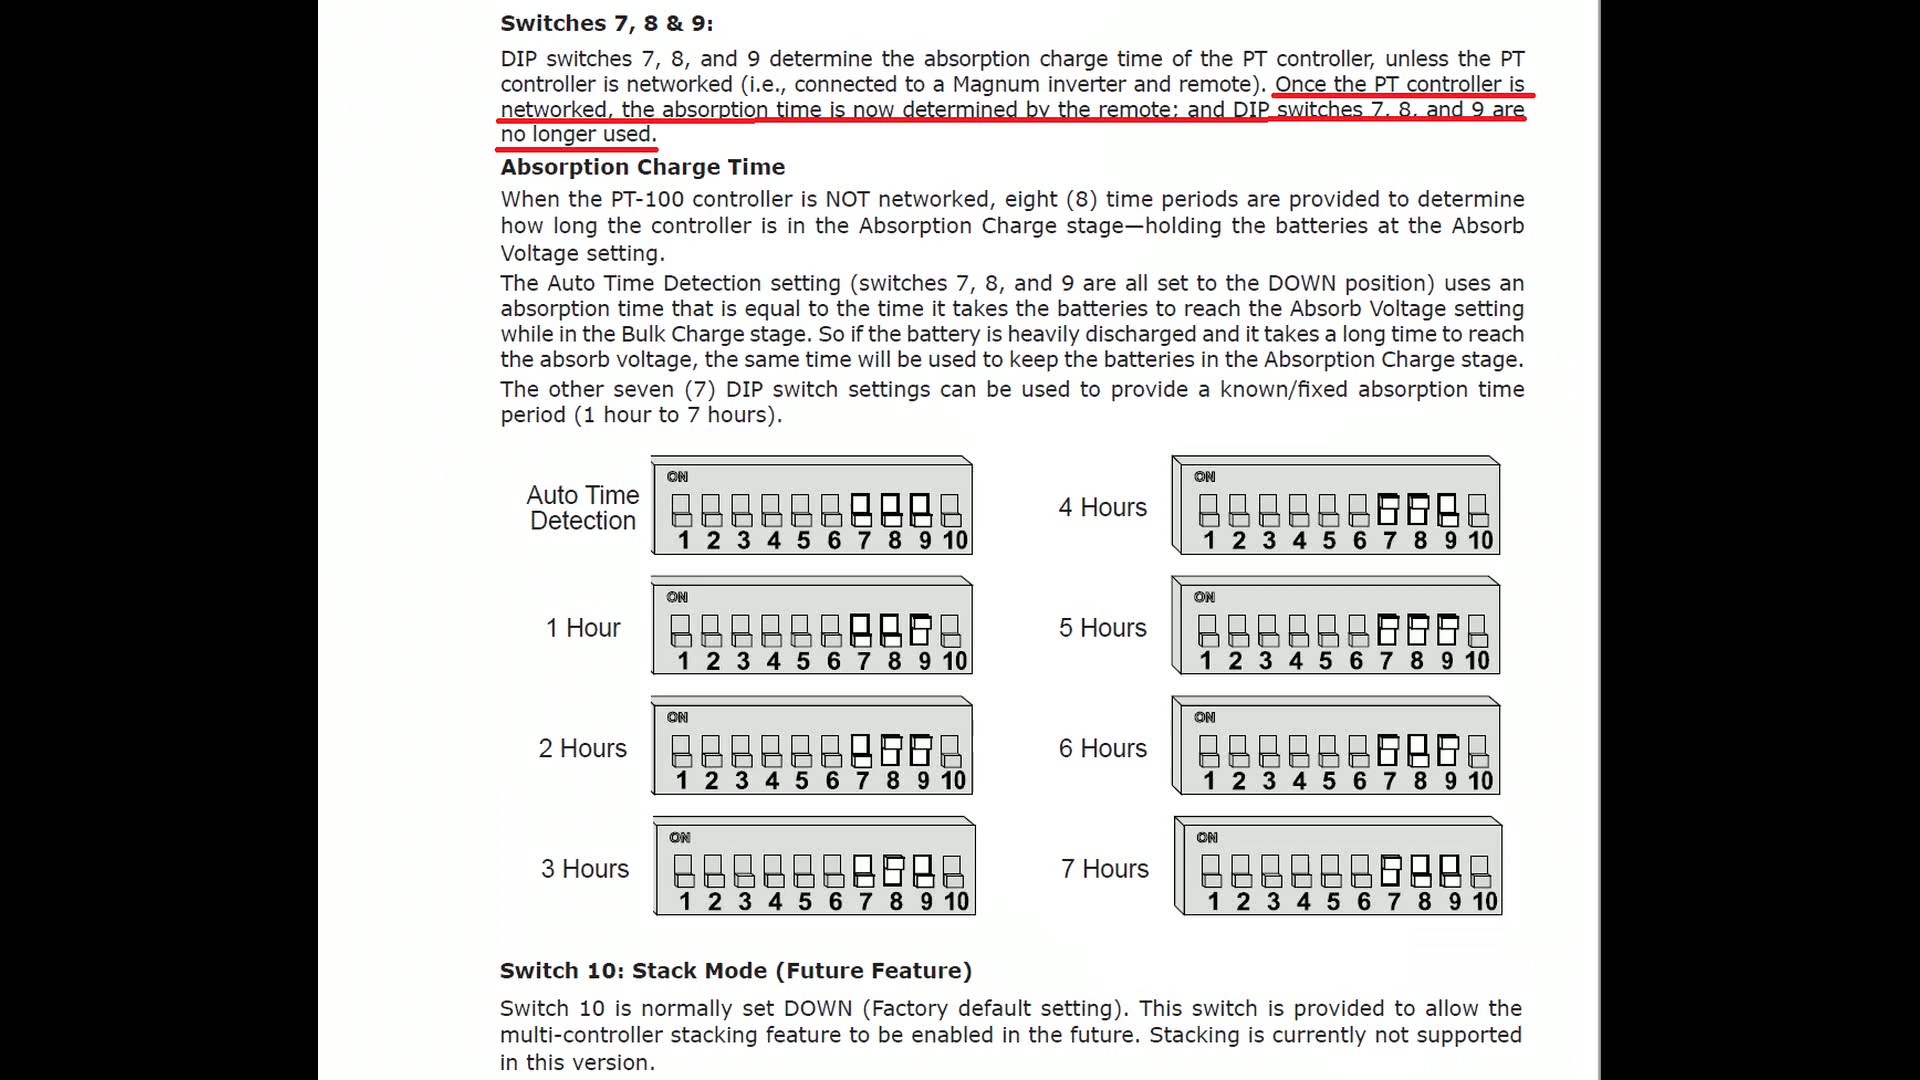 Switches 7, 8 & 9:
DIP switches 7, 8, and 9 determine the absorption charge time of the PT controller, unless the PT
controller is networked (i.e., connected to a Magnum inverter and remote). Once the PT controller is
networked, the absorption time is now determined by the remote; and DIP switches 7, 8, and 9 are
no longer used.
Absorption Charge Time
When the PT-100 controller is NOT networked, eight (8) time periods are provided to determine
how long the controller is in the Absorption Charge stage—holding the batteries at the Absorb
Voltage setting.
The Auto Time Detection setting (switches 7, 8, and 9 are all set to the DOWN position) uses an
absorption time that is equal to the time it takes the batteries to reach the Absorb Voltage setting
while in the Bulk Charge stage. So if the battery is heavily discharged and it takes a long time to reach
the absorb voltage, the same time will be used to keep the batteries in the Absorption Charge stage.
The other seven (7) DIP switch settings can be used to provide a known/fixed absorption time
period (1 hour to 7 hours).
Auto Time
Detection
ON
1 2 3 4 5 6 7 8 9 10
4 Hours
ON
1 2 3 4 5 6 7 8 9 10
1 Hour
ON
1 2 3 4 5 6 7 8 9 10
5 Hours
ON
1 2 3 4 5 6 7 8 9 10
2 Hours
ON
1 2 3 4 5 6 7 8 9 10
6 Hours
ON
1 2 3 4 5 6 7 8 9 10
3 Hours
ON
1 2 3 4 5 6 7 8 9 10
7 Hours
ON
1 2 3 4 5 6 7 8 9 10
Switch 10: Stack Mode (Future Feature)
Switch 10 is normally set DOWN (Factory default setting). This switch is provided to allow the
multi-controller stacking feature to be enabled in the future. Stacking is currently not supported
in this version.